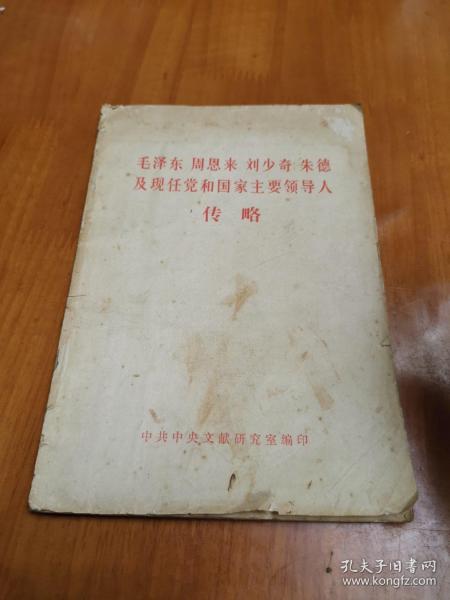 毛泽东 周恩来 刘少奇 朱德
及现任党和国家主要领导人
传略
中共中央文献研究室编印
孔夫子旧书网
www.kongfz.com